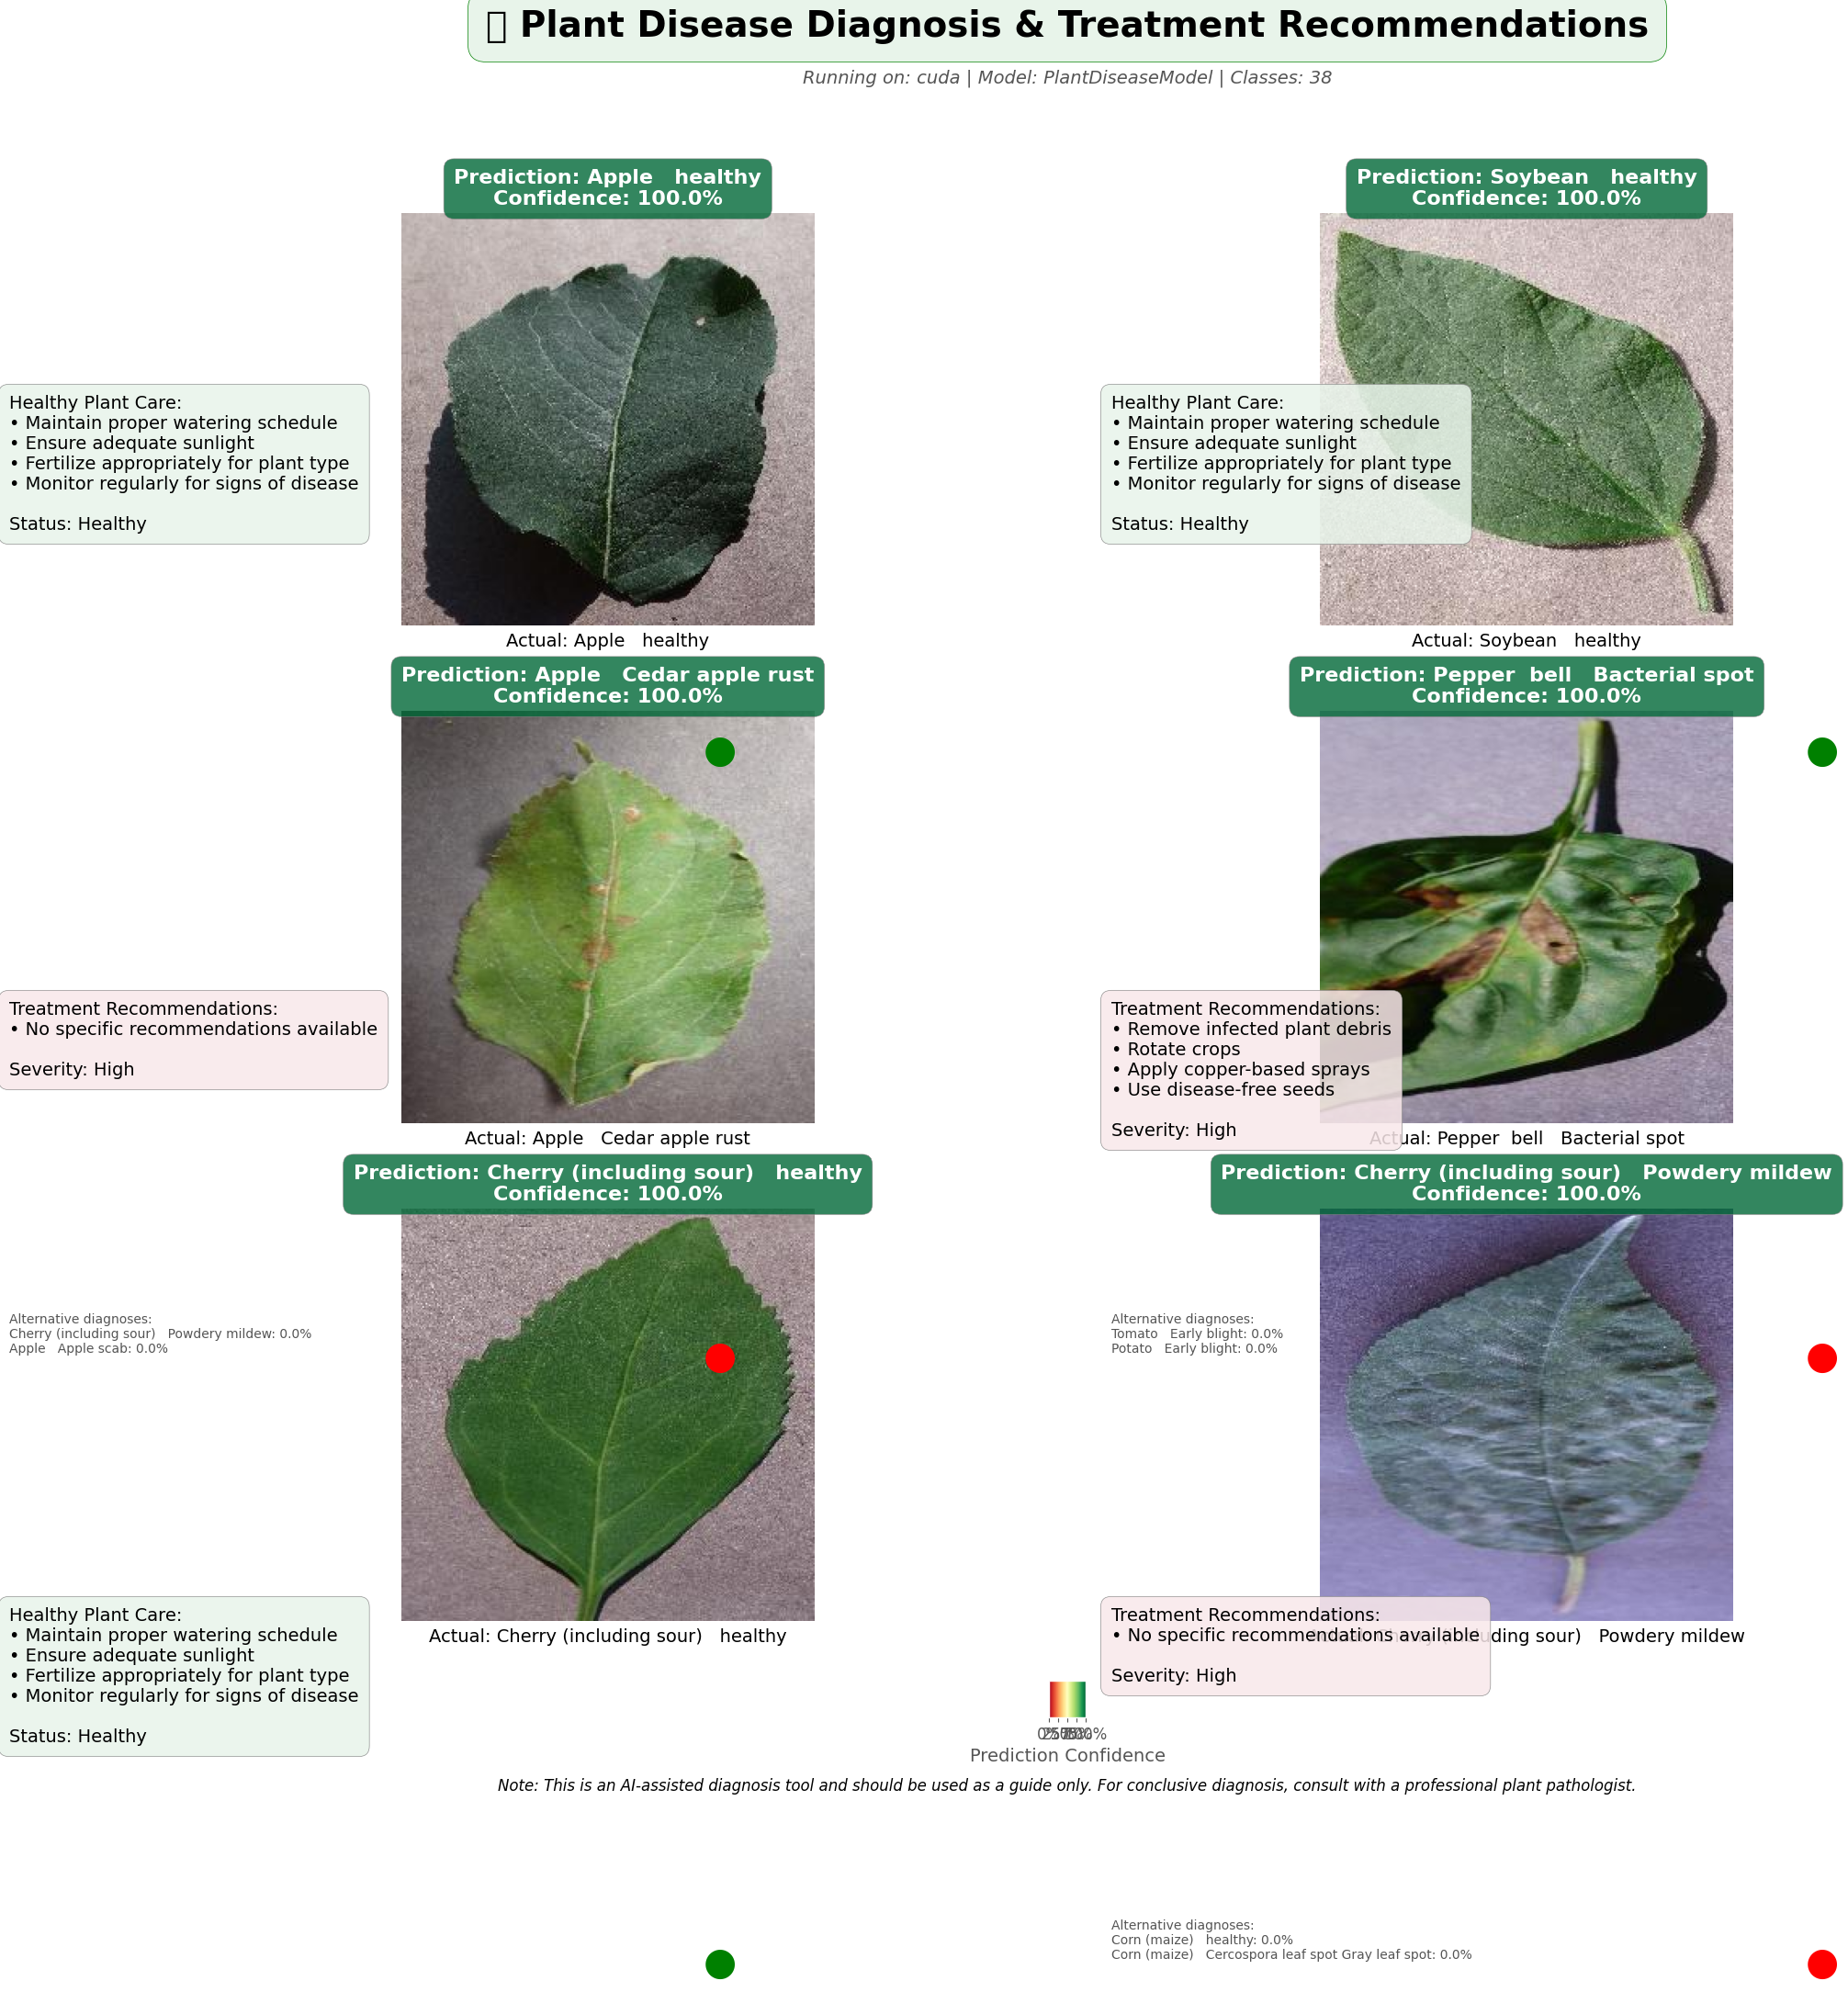 Plant Disease Diagnosis & Treatment Recommendations
Running on: cuda | Model: PlantDiseaseModel | Classes: 38
Prediction: Apple   healthy
Confidence: 100.0%
Healthy Plant Care:
• Maintain proper watering schedule
• Ensure adequate sunlight
• Fertilize appropriately for plant type
• Monitor regularly for signs of disease
Status: Healthy
Actual: Apple   healthy
Prediction: Soybean   healthy
Confidence: 100.0%
Healthy Plant Care:
• Maintain proper watering schedule
• Ensure adequate sunlight
• Fertilize appropriately for plant type
• Monitor regularly for signs of disease
Status: Healthy
Actual: Soybean   healthy
Prediction: Apple   Cedar apple rust
Confidence: 100.0%
Treatment Recommendations:
• No specific recommendations available
Severity: High
Actual: Apple   Cedar apple rust
Prediction: Pepper  bell   Bacterial spot
Confidence: 100.0%
Treatment Recommendations:
• Remove infected plant debris
• Rotate crops
• Apply copper-based sprays
• Use disease-free seeds
Severity: High
Actual: Pepper  bell   Bacterial spot
Prediction: Cherry (including sour)   healthy
Confidence: 100.0%
Alternative diagnoses:
Cherry (including sour)   Powdery mildew: 0.0%
Apple   Apple scab: 0.0%
Healthy Plant Care:
• Maintain proper watering schedule
• Ensure adequate sunlight
• Fertilize appropriately for plant type
• Monitor regularly for signs of disease
Status: Healthy
Actual: Cherry (including sour)   healthy
Prediction: Cherry (including sour)   Powdery mildew
Confidence: 100.0%
Alternative diagnoses:
Tomato   Early blight: 0.0%
Potato   Early blight: 0.0%
Treatment Recommendations:
• No specific recommendations available
Severity: High
sour)   Powdery mildew
Prediction Confidence
Note: This is an AI-assisted diagnosis tool and should be used as a guide only. For conclusive diagnosis, consult with a professional plant pathologist.
Alternative diagnoses:
Corn (maize)   healthy: 0.0%
Corn (maize)   Cercospora leaf spot Gray leaf spot: 0.0%